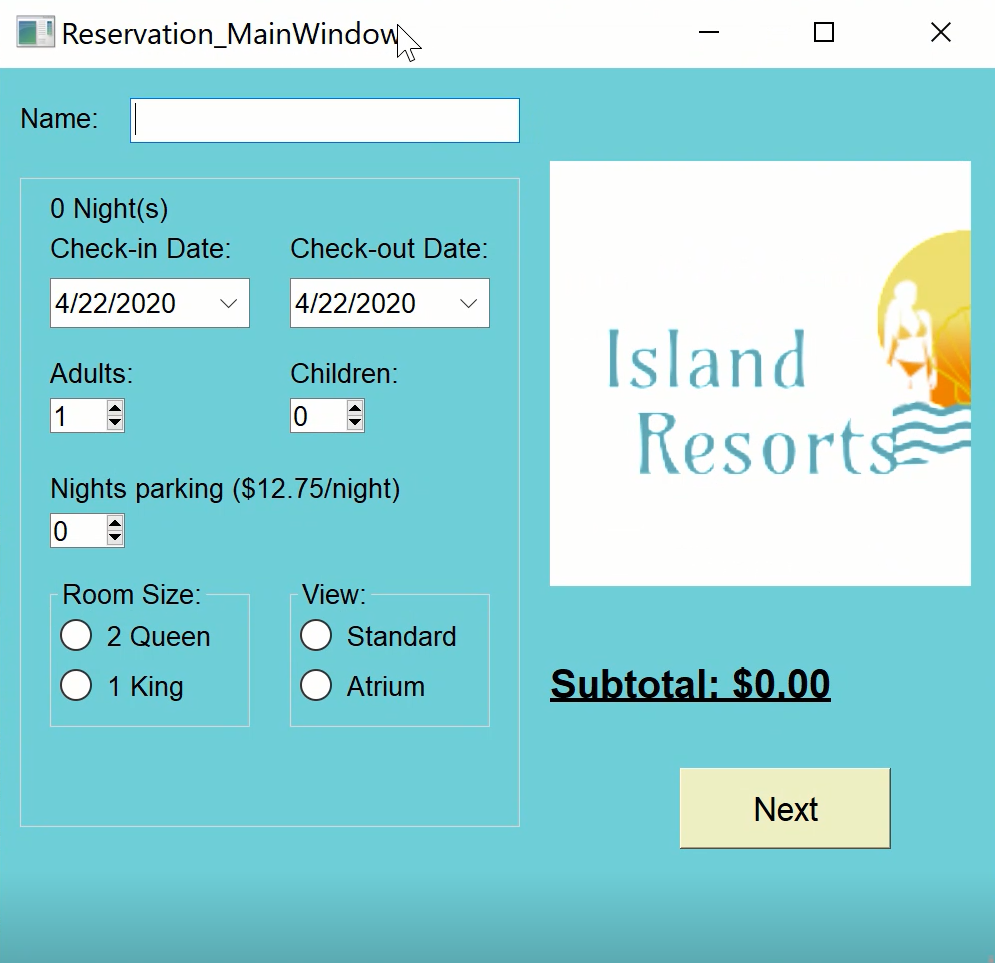 Reservation_MainWindow
Name:
0 Night(s)
Check-in Date: Check-out Date:
4/22/2020 4/22/2020
Adults: Children:
1 0
Nights parking ($12.75/night)
0
Room Size: View:
2 Queen Standard
1 King Atrium
Island
Resorts
Subtotal: $0.00
Next